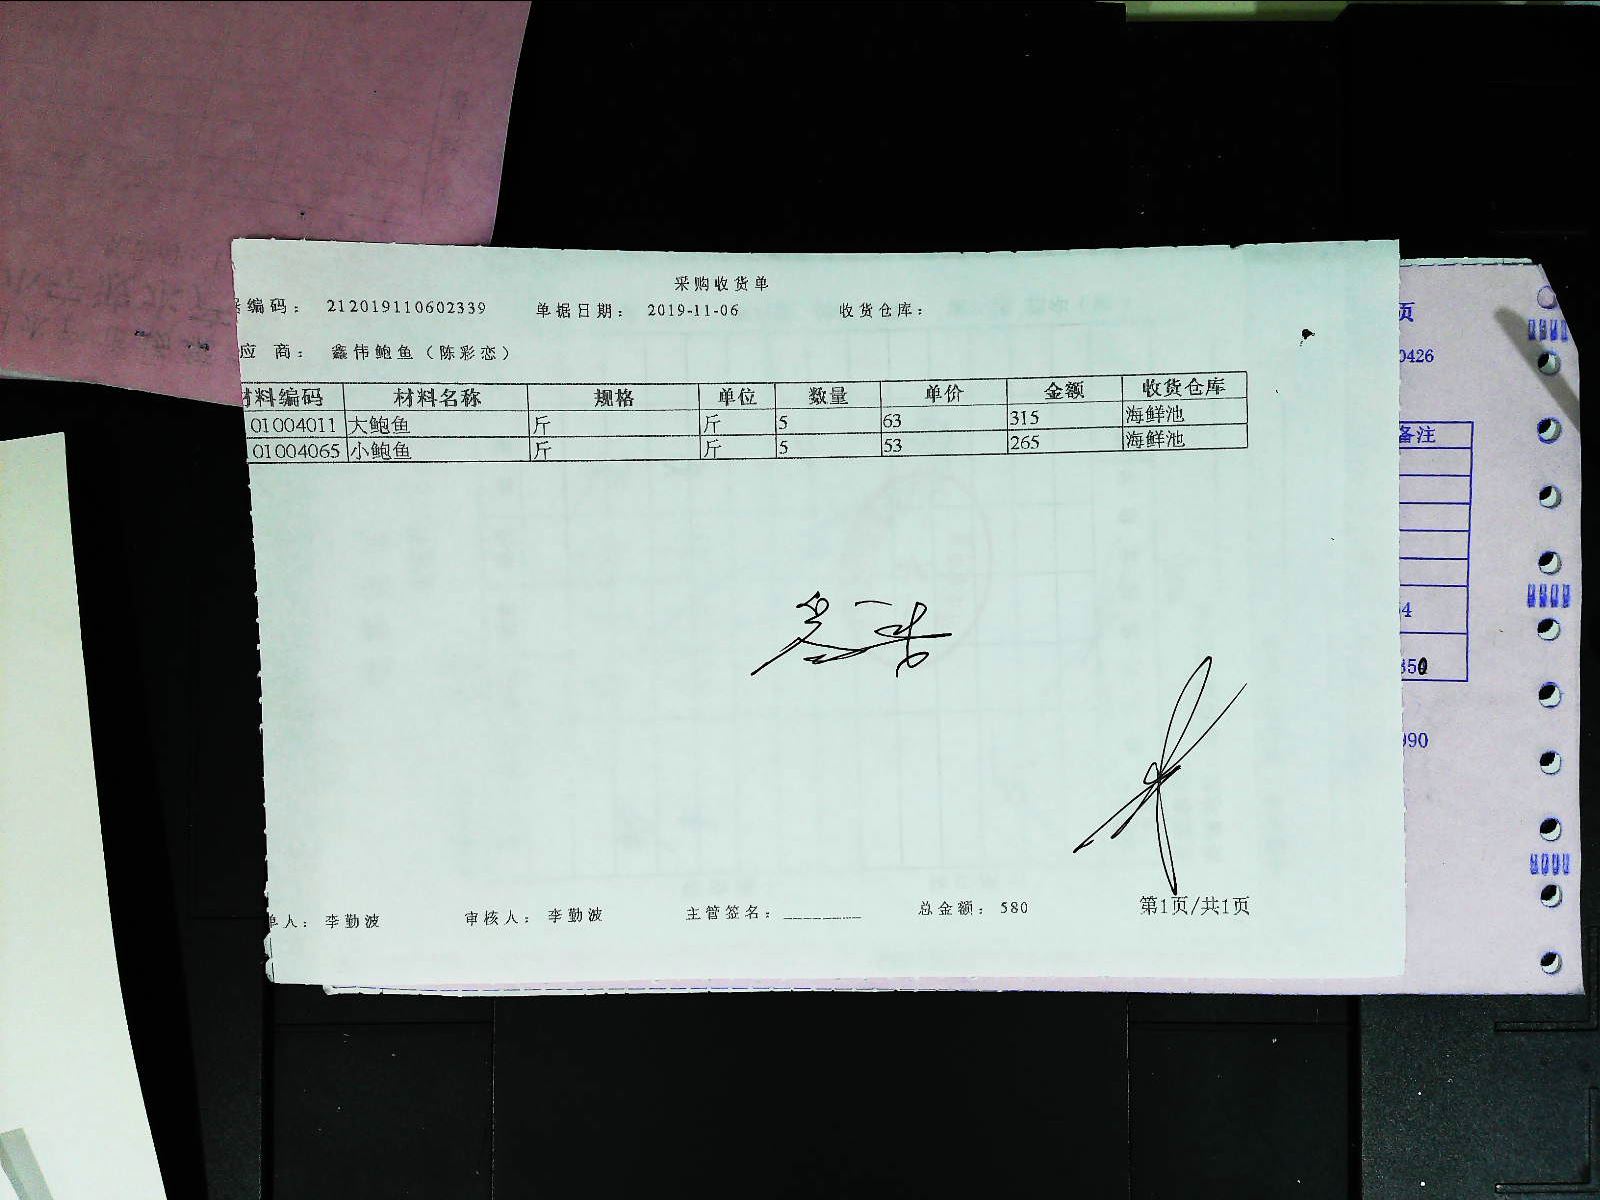 采购收货单
编码： 212019110602339 单据日期： 2019-11-06 收货仓库：
应 商： 鑫伟鲍鱼（陈彩恋）
材料编码 材料名称 规格 单位 数量 单价 金额 收货仓库
01004011 大鲍鱼 斤 斤 5 63 315 海鲜池
01004065 小鲍鱼 斤 斤 5 53 265 海鲜池
单人： 李勤波 审核人： 李勤波 主管签名：________ 总金额： 580 第1页/共1页
页
0426
备注
4
350
990